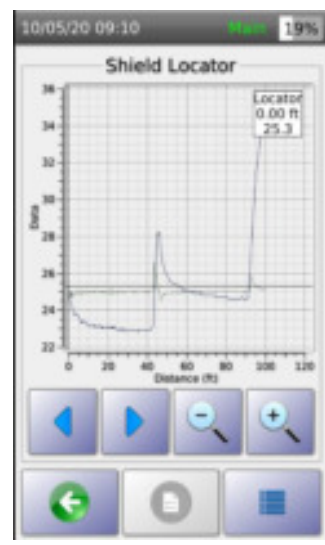 10/05/20 09:10 Main 19%
Shield Locator
Locator
0.00 ft
25.3
36
34
32
30
28
26
24
22
Data
0 20 40 60 80 100 120
Distance (ft)